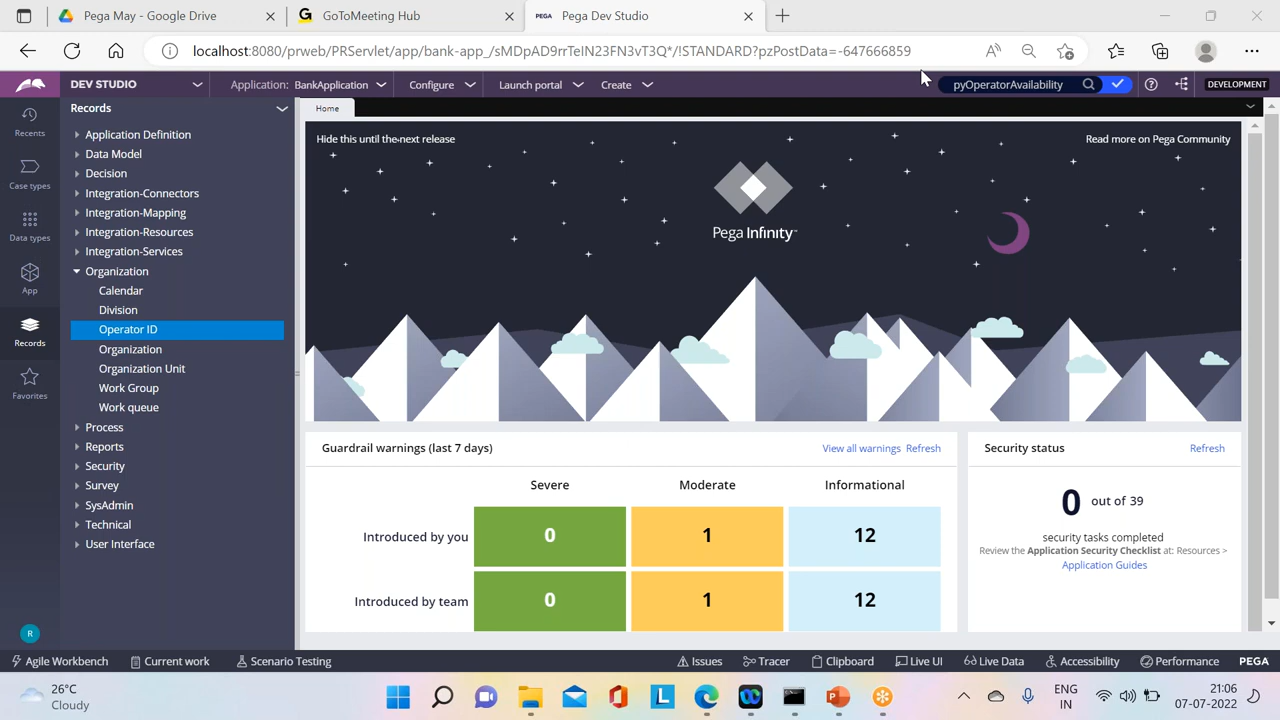 Pega May - Google Drive
GoToMeeting Hub
PEGA Pega Dev Studio
localhost:8080/prweb/PRServlet/app/bank-app_/sMDpAD9rrTeIN23FN3vT3Q*/!STANDARD?pzPostData=-647666859
DEV STUDIO
Application: BankApplication
Configure
Launch portal
Create
pyOperatorAvailability
DEVELOPMENT
Recents
Case types
Data types
App
Records
Favorites
R
Records
Application Definition
Data Model
Decision
Integration-Connectors
Integration-Mapping
Integration-Resources
Integration-Services
Organization
Calendar
Division
Operator ID
Organization
Organization Unit
Work Group
Work queue
Process
Reports
Security
Survey
SysAdmin
Technical
User Interface
Home
Hide this until the next release
Read more on Pega Community
Pega Infinity™
Guardrail warnings (last 7 days)
View all warnings Refresh
Severe Moderate Informational
Introduced by you 0 1 12
Introduced by team 0 1 12
Security status
Refresh
0 out of 39
security tasks completed
Review the Application Security Checklist at: Resources >
Application Guides
Agile Workbench
Current work
Scenario Testing
Issues
Tracer
Clipboard
Live UI
Live Data
Accessibility
Performance
PEGA
26°C
Cloudy
L
ENG
IN
21:06
07-07-2022